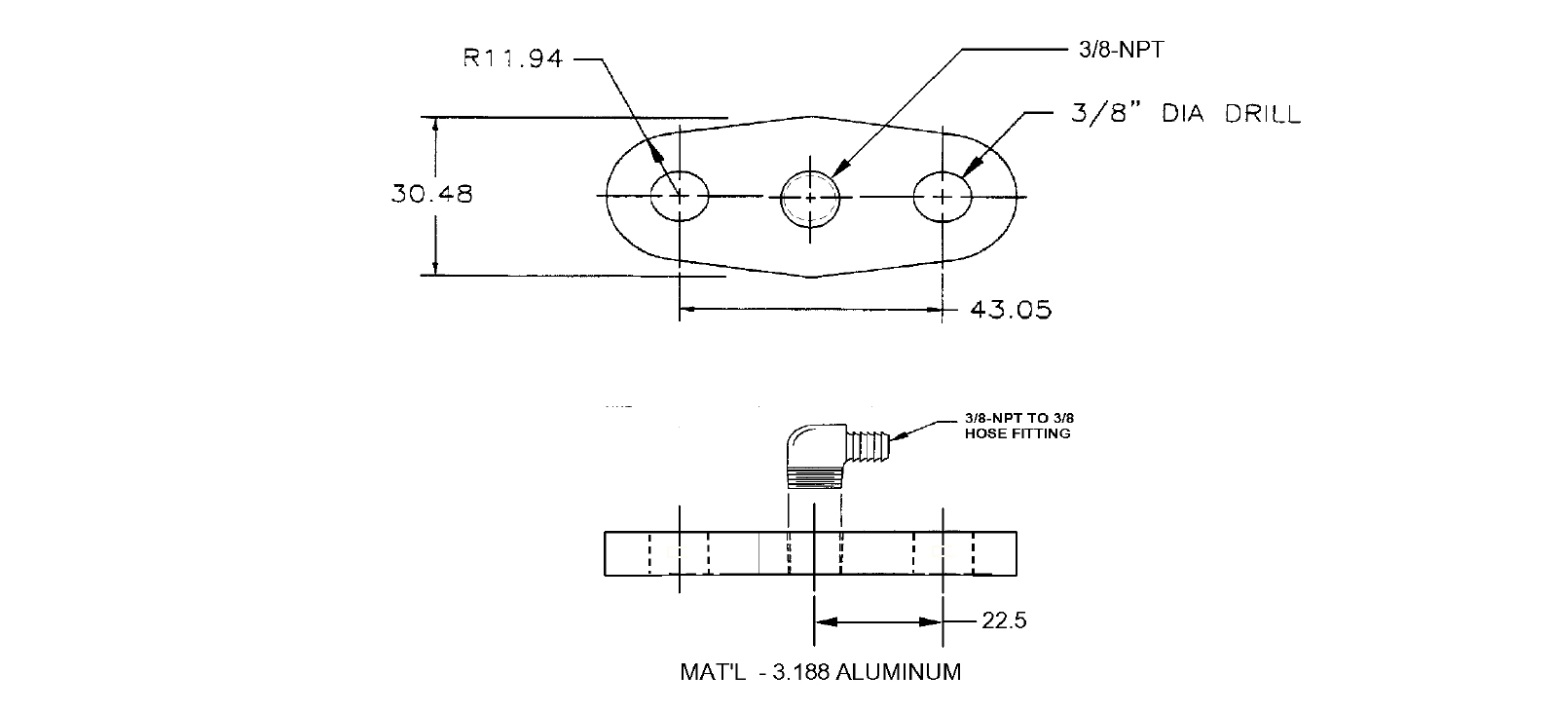 R11.94
3/8-NPT
3/8” DIA DRILL
30.48
43.05
3/8-NPT TO 3/8
HOSE FITTING
22.5
MAT'L - 3.188 ALUMINUM